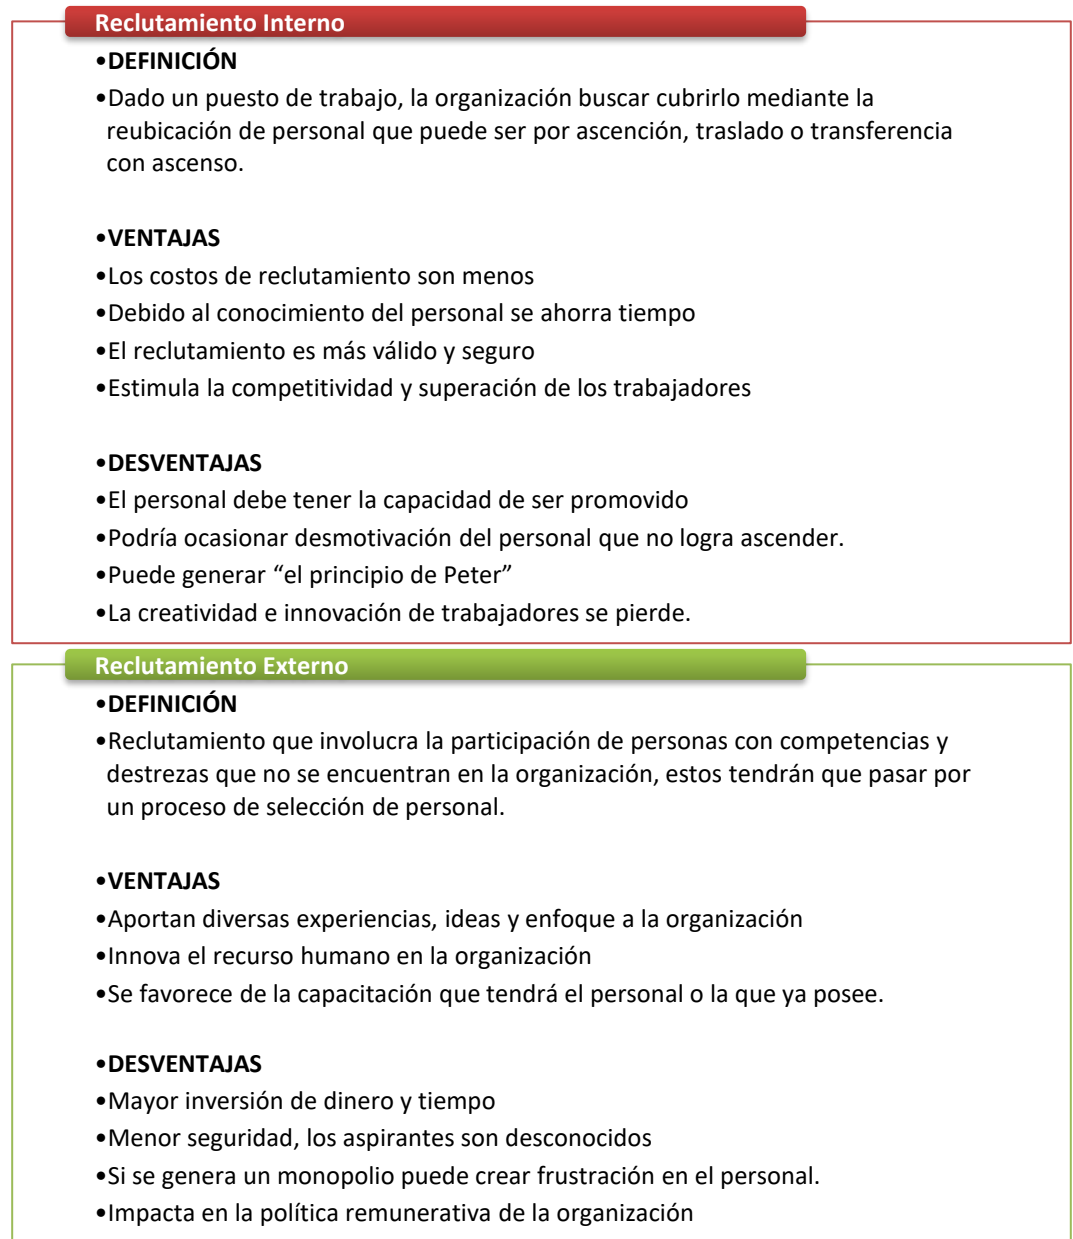 Reclutamiento Interno
•DEFINICIÓN
•Dado un puesto de trabajo, la organización buscar cubrirlo mediante la
reubicación de personal que puede ser por ascención, traslado o transferencia
con ascenso.
•VENTAJAS
•Los costos de reclutamiento son menos
•Debido al conocimiento del personal se ahorra tiempo
•El reclutamiento es más válido y seguro
•Estimula la competitividad y superación de los trabajadores
•DESVENTAJAS
•El personal debe tener la capacidad de ser promovido
•Podría ocasionar desmotivación del personal que no logra ascender.
•Puede generar “el principio de Peter”
•La creatividad e innovación de trabajadores se pierde.
Reclutamiento Externo
•DEFINICIÓN
•Reclutamiento que involucra la participación de personas con competencias y
destrezas que no se encuentran en la organización, estos tendrán que pasar por
un proceso de selección de personal.
•VENTAJAS
•Aportan diversas experiencias, ideas y enfoque a la organización
•Innova el recurso humano en la organización
•Se favorece de la capacitación que tendrá el personal o la que ya posee.
•DESVENTAJAS
•Mayor inversión de dinero y tiempo
•Menor seguridad, los aspirantes son desconocidos
•Si se genera un monopolio puede crear frustración en el personal.
•Impacta en la política remunerativa de la organización